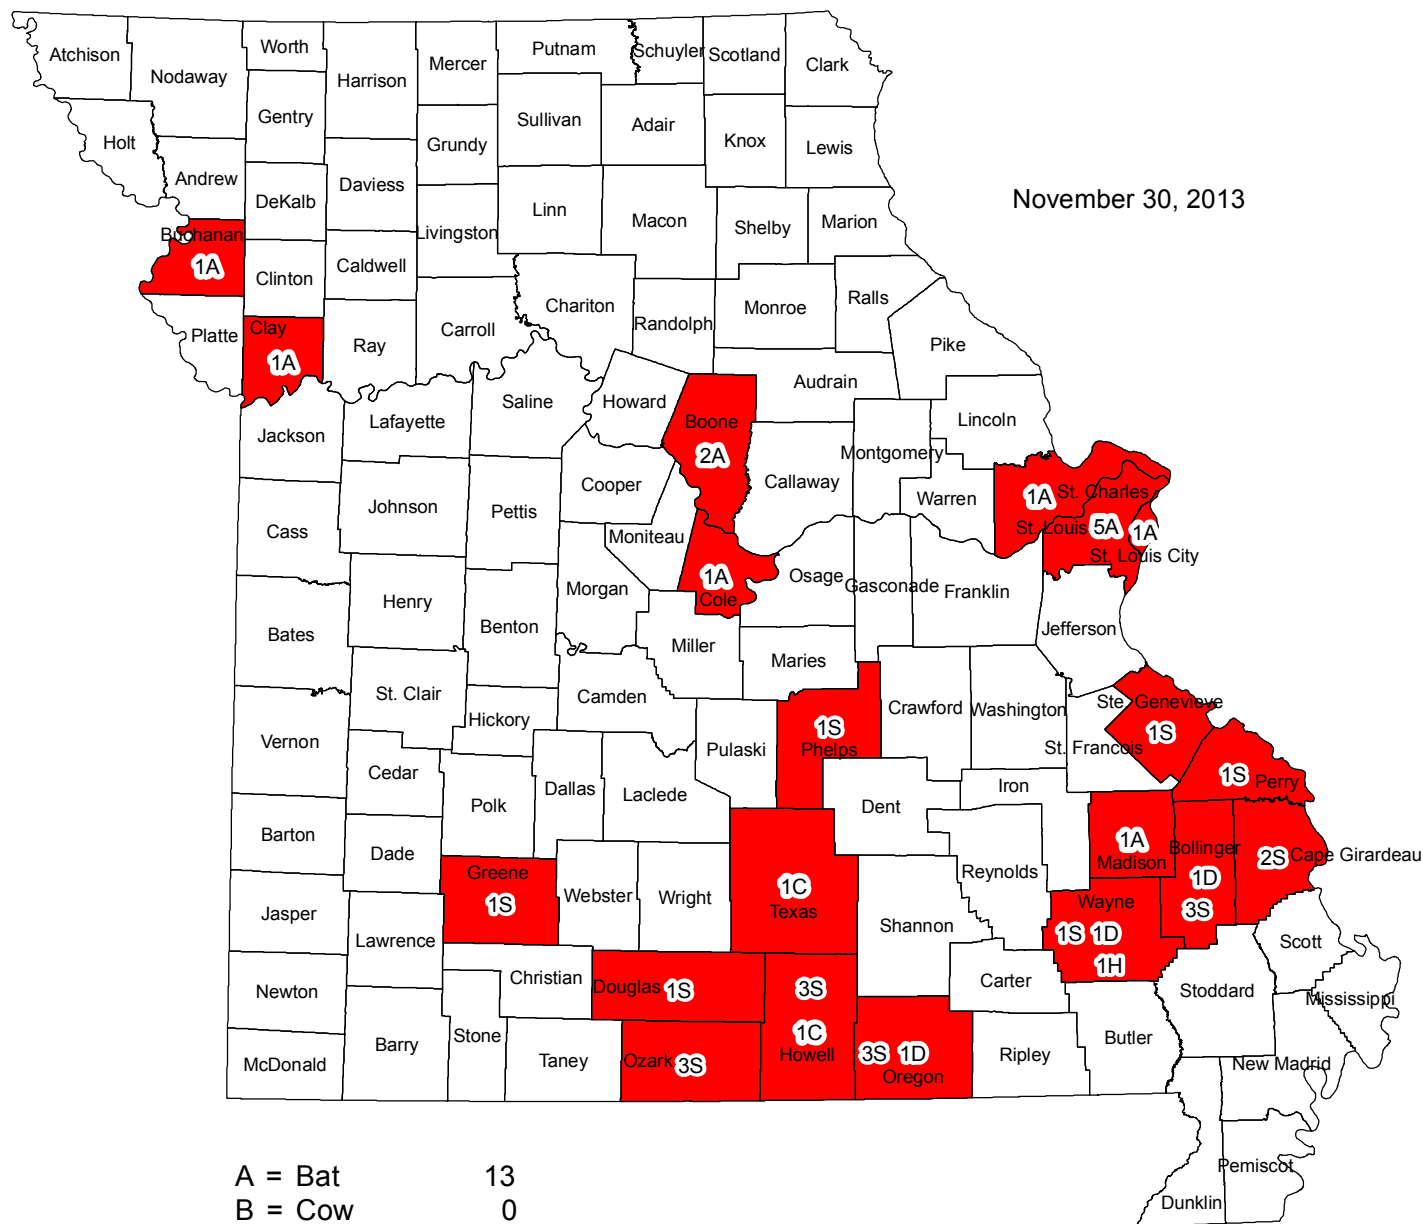 Atchison
Nodaway
Worth
Harrison
Mercer
Putnam
Schuyler
Scotland
Clark
Gentry
Sullivan
Adair
Knox
Lewis
Holt
Grundy
Andrew
DeKalb
Daviess
Linn
Macon
Shelby
Marion
November 30, 2013
Buchanan
1A
Livingston
Clinton
Caldwell
Chariton
Randolph
Monroe
Ralls
Platte
Clay
1A
Ray
Carroll
Pike
Audrain
Saline
Howard
Boone
2A
Lincoln
Jackson
Lafayette
Montgomery
Callaway
Cooper
Warren
1A
St. Charles
Johnson
Pettis
Cass
Moniteau
St. Louis
5A
1A
St. Louis City
1A
Cole
Osage
Gasconade
Franklin
Morgan
Henry
Benton
Bates
Miller
Jefferson
Maries
St. Clair
Camden
Crawford
Washington
Ste. Genevieve
1S
Hickory
Vernon
Pulaski
1S
Phelps
St. Francois
Cedar
Polk
Dallas
Laclede
Iron
1S
Perry
Dent
Barton
Dade
1A
Madison
Bollinger
1D
3S
2S
Cape Girardeau
Greene
1S
Webster
Wright
1C
Texas
Reynolds
Jasper
Shannon
Wayne
1S
1D
1H
Lawrence
Scott
Christian
Douglas
1S
3S
1C
Howell
Carter
Stoddard
Mississippi
Newton
Barry
Stone
Taney
Ozark
3S
3S
1D
Oregon
Ripley
Butler
McDonald
New Madrid
Pemiscot
Dunklin
A = Bat 13
B = Cow 0